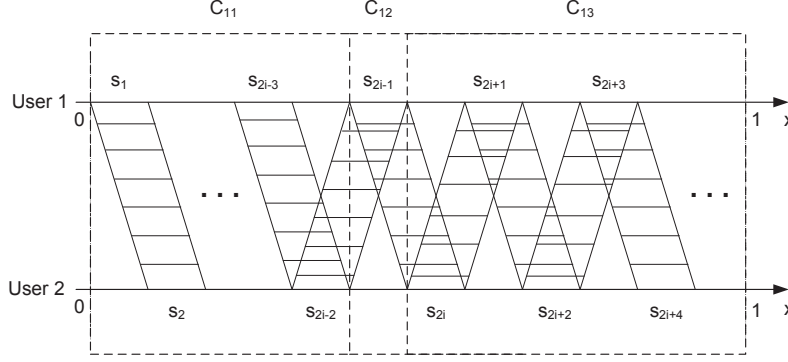 C11 C12 C13
s1 s2i-3 s2i-1 s2i+1 s2i+3
User 1
0 1 x
. . . . . .
User 2
0 1 x
s2 s2i-2 s2i s2i+2 s2i+4